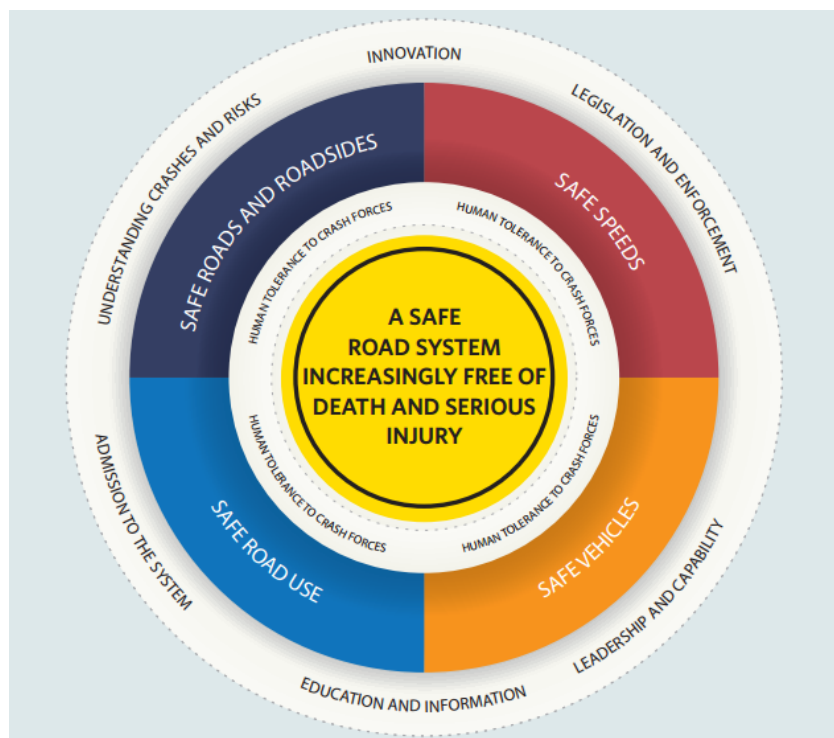 INNOVATION
LEGISLATION AND ENFORCEMENT
LEADERSHIP AND CAPABILITY
EDUCATION AND INFORMATION
ADMISSION TO THE SYSTEM
UNDERSTANDING CRASHES AND RISKS
SAFE ROADS AND ROADSIDES
SAFE SPEEDS
SAFE VEHICLES
SAFE ROAD USE
HUMAN TOLERANCE TO CRASH FORCES
HUMAN TOLERANCE TO CRASH FORCES
HUMAN TOLERANCE TO CRASH FORCES
HUMAN TOLERANCE TO CRASH FORCES
A SAFE
ROAD SYSTEM
INCREASINGLY FREE OF
DEATH AND SERIOUS
INJURY